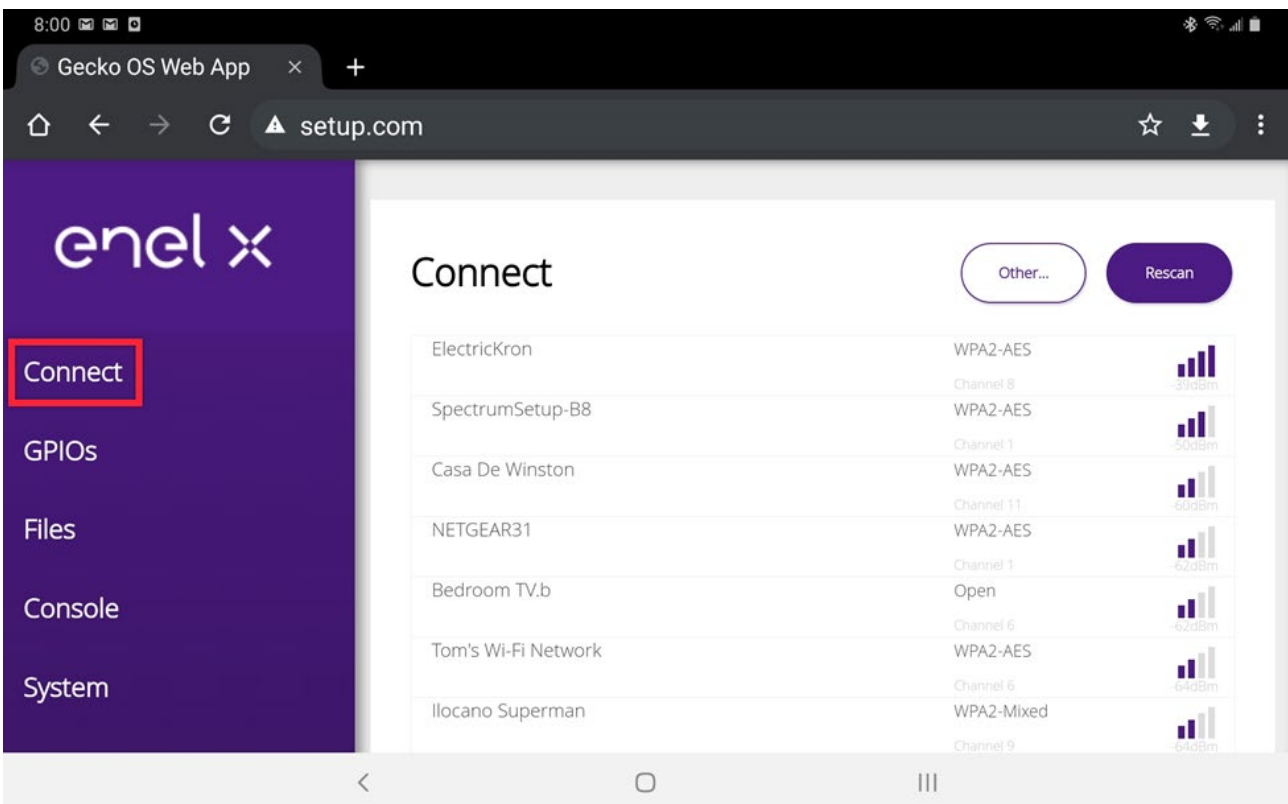 8:00
Gecko OS Web App
setup.com
enel x
Connect
GPIOs
Files
Console
System
Connect
Other...
Rescan
ElectricKron WPA2-AES
Channel 8 -39dBm
SpectrumSetup-B8 WPA2-AES
Channel 1 -50dBm
Casa De Winston WPA2-AES
Channel 11 -60dBm
NETGEAR31 WPA2-AES
Channel 1 -62dBm
Bedroom TV.b Open
Channel 6 -62dBm
Tom's Wi-Fi Network WPA2-AES
Channel 6 -64dBm
Ilocano Superman WPA2-Mixed
Channel 9 -64dBm